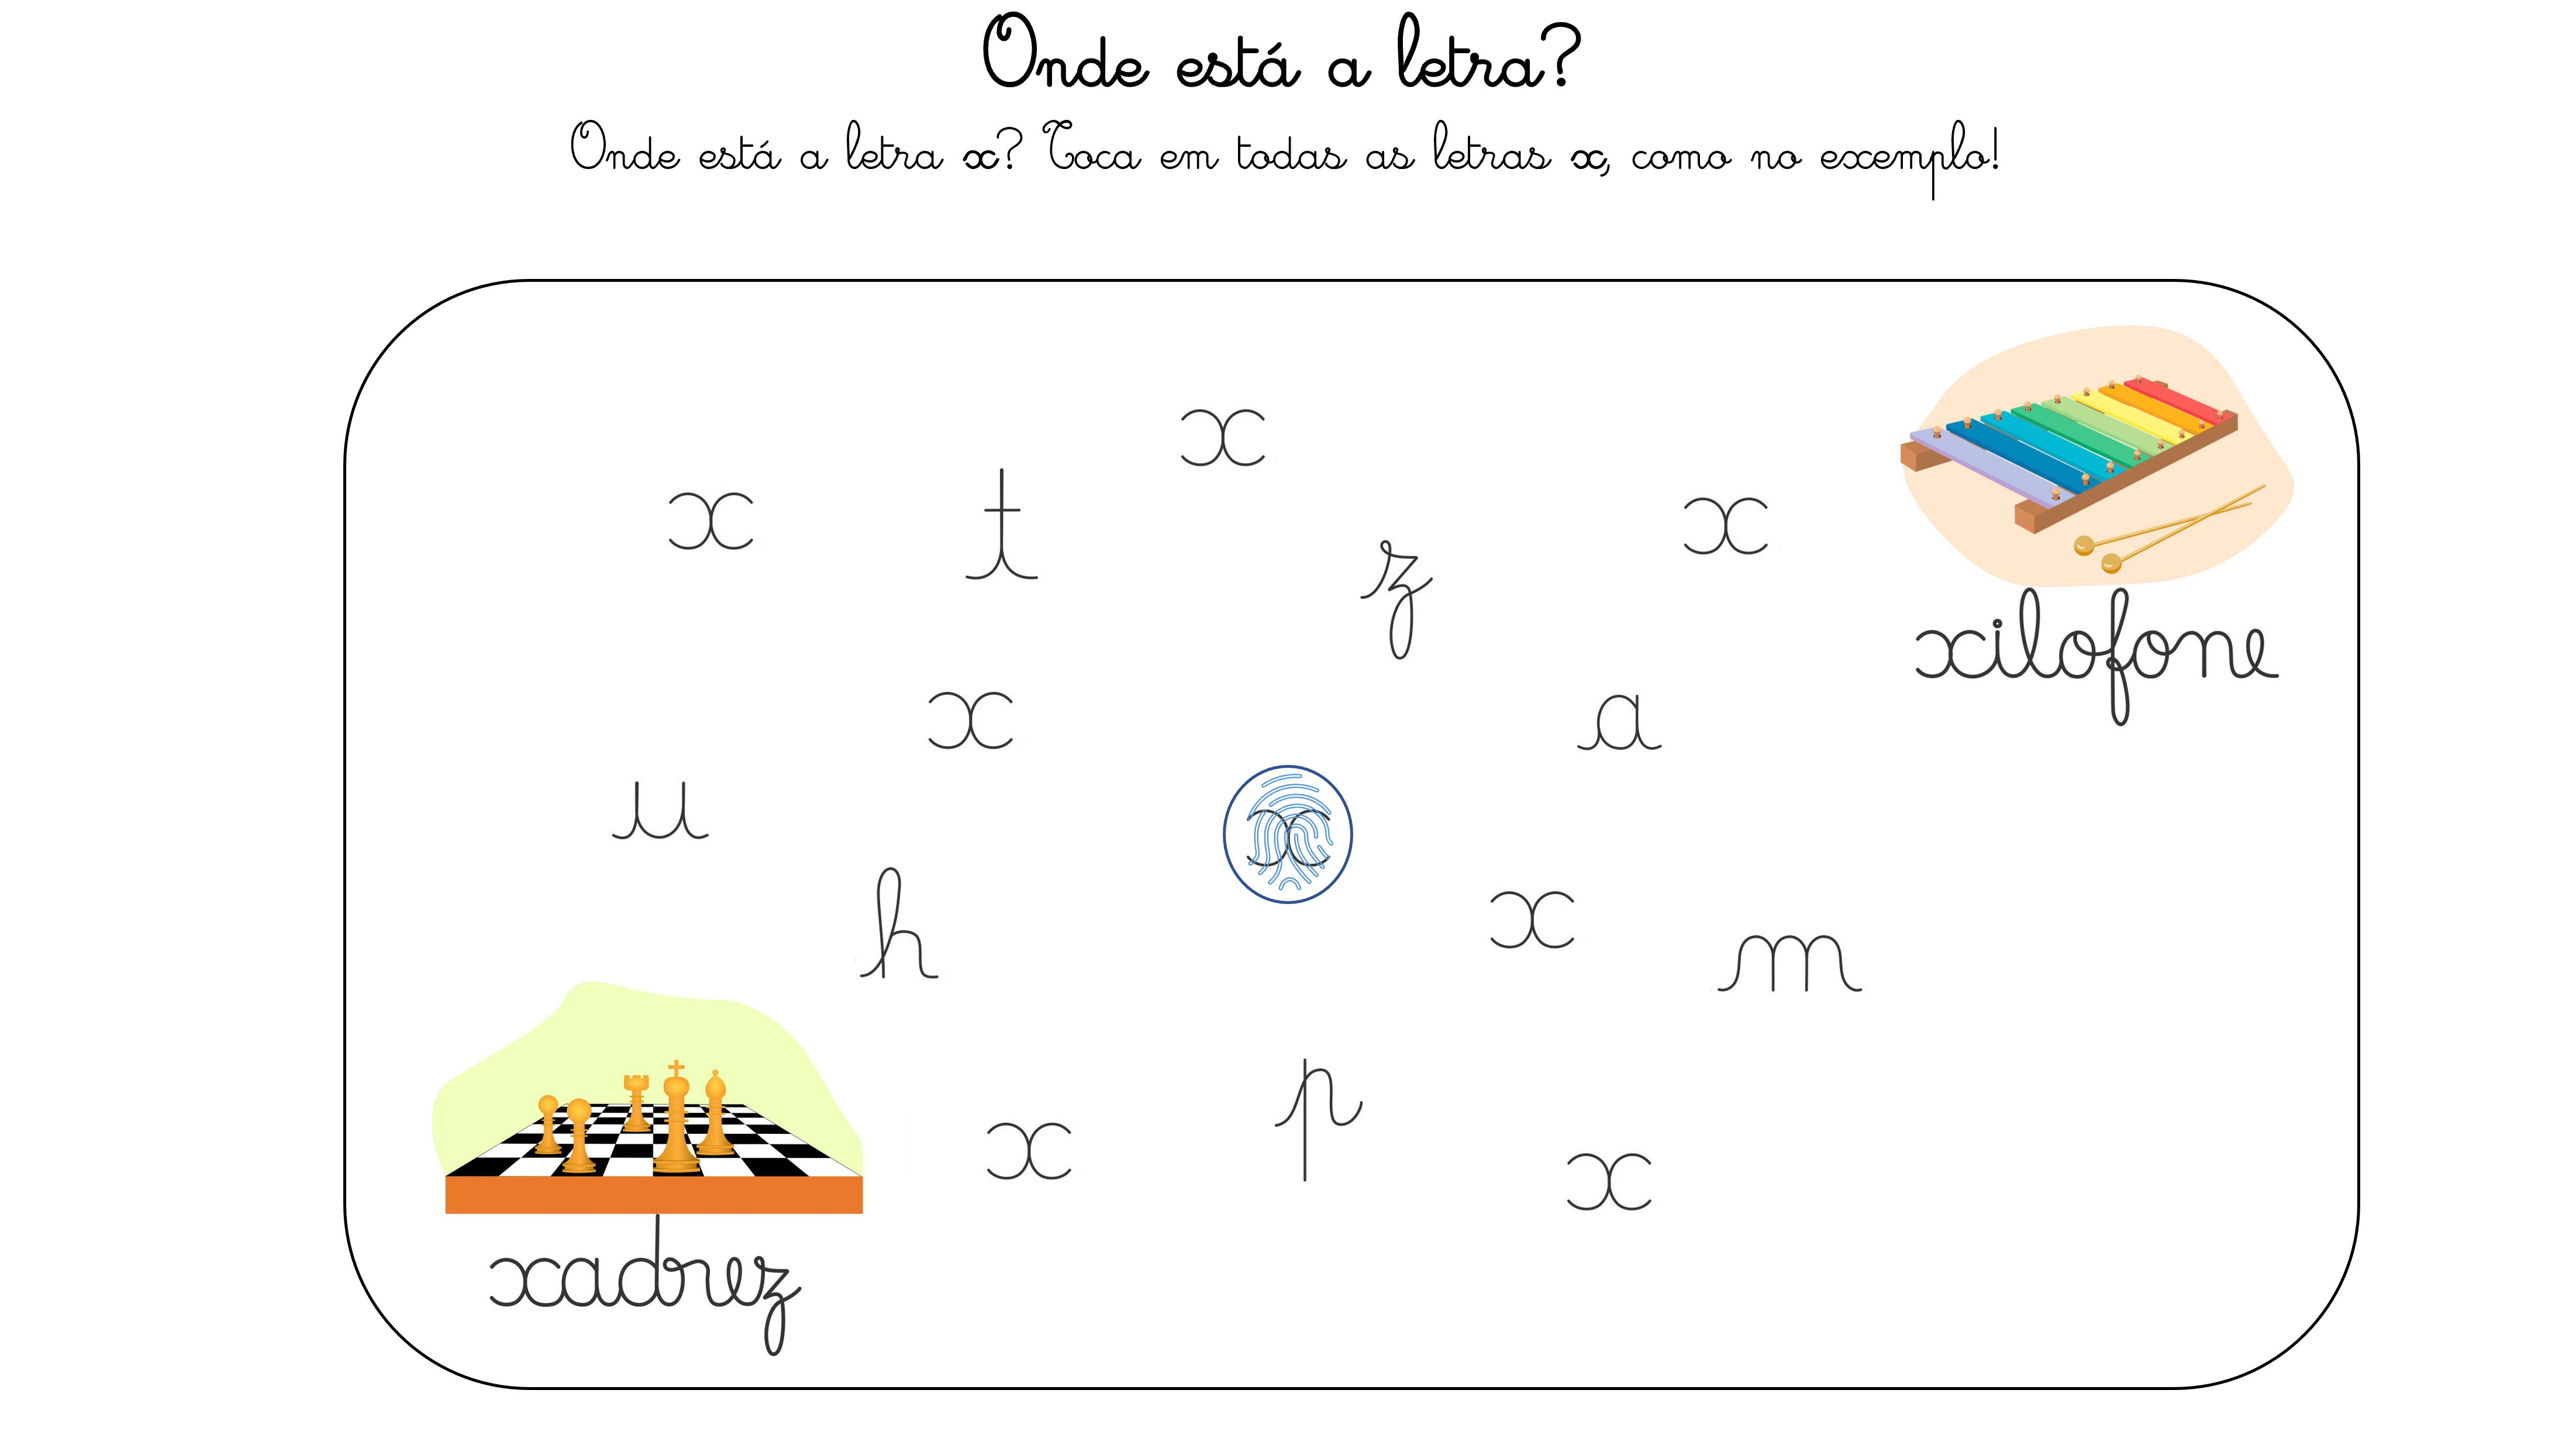 Onde está a letra?
Onde está a letra x? Toca em todas as letras x, como no exemplo!
x
x
t
x
z
xilofone
x
a
u
x
h
x
m
p
x
x
xadrez